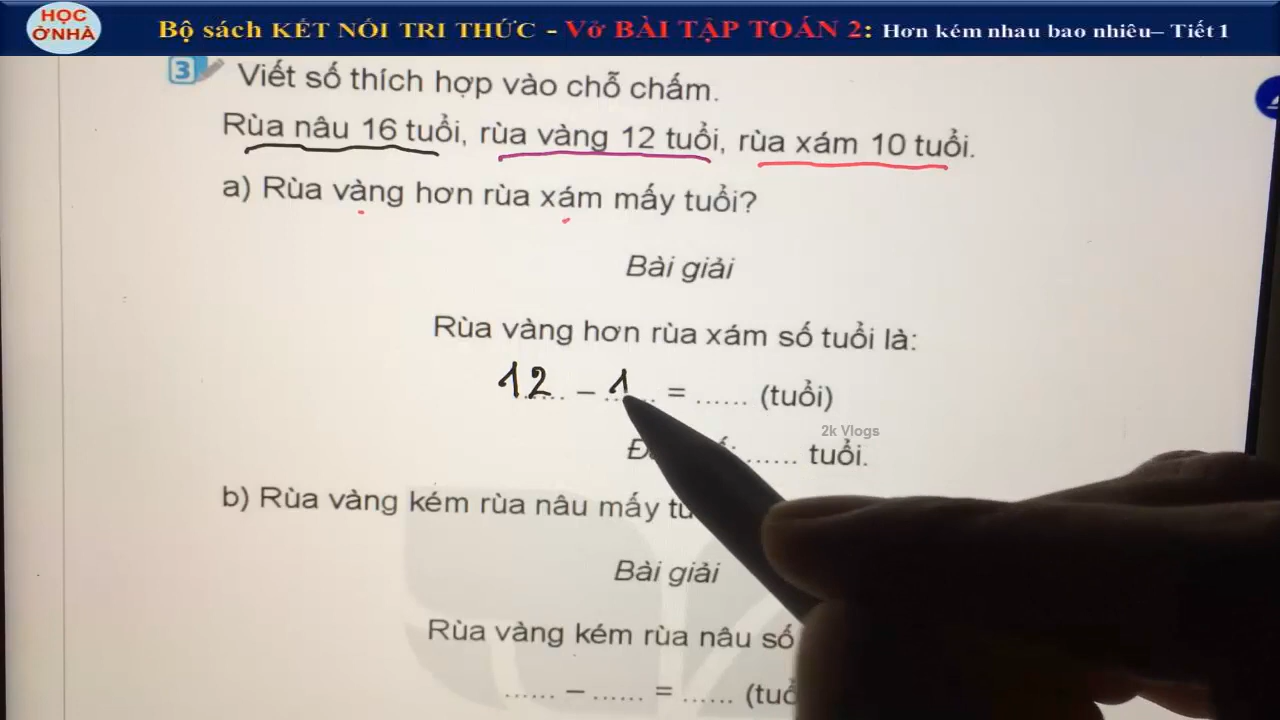 HỌC
Ở NHÀ
Bộ sách KẾT NỐI TRI THỨC - Vở BÀI TẬP TOÁN 2: Hơn kém nhau bao nhiêu– Tiết 1
3 Viết số thích hợp vào chỗ chấm.
Rùa nâu 16 tuổi, rùa vàng 12 tuổi, rùa xám 10 tuổi.
a) Rùa vàng hơn rùa xám mấy tuổi?
Bài giải
Rùa vàng hơn rùa xám số tuổi là:
12 – 1 = ...... (tuổi)
2k Vlogs
...... tuổi.
b) Rùa vàng kém rùa nâu mấy
Bài giải
Rùa vàng kém rùa nâu số
...... – ...... = ......